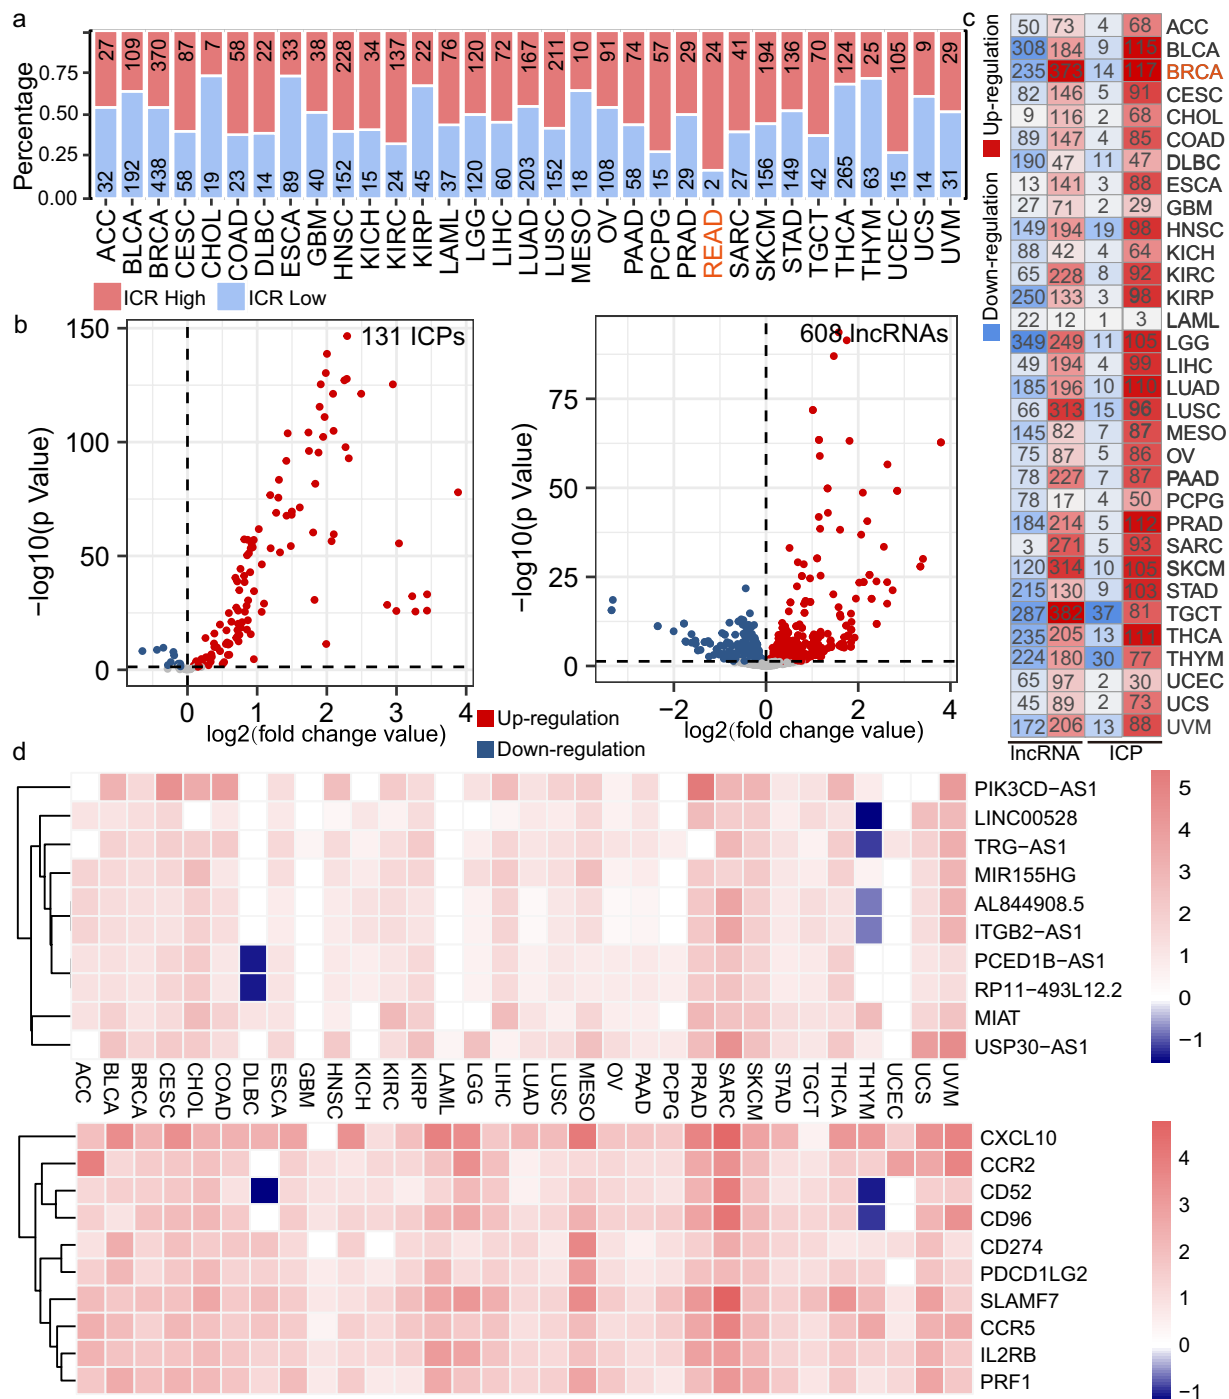 a
Percentage
0.75
0.50
0.25
0.00
27 109 370 87 7 58 22 33 38 228 34 137 22 76 120 72 167 211 10 91 74 57 29 24 41 194 136 70 124 25 105 9 29
32 192 438 58 19 23 14 89 40 152 15 24 45 37 120 60 203 152 18 108 58 15 29 2 27 156 149 42 265 63 15 14 31
ACC BLCA BRCA CESC CHOL COAD DLBC ESCA GBM HNSC KICH KIRC KIRP LAML LGG LIHC LUAD LUSC MESO OV PAAD PCPG PRAD READ SARC SKCM STAD TGCT THCA THYM UCEC UCS UVM
ICR High ICR Low
b
131 ICPs
−log10(p Value)
150
100
50
0
0 1 2 3 4
log2(fold change value)
608 lncRNAs
−log10(p Value)
75
50
25
0
−2 0 2 4
log2(fold change value)
Up-regulation
Down-regulation
c
Up-regulation
Down-regulation
50 73 4 68 ACC
308 184 9 115 BLCA
235 373 14 117 BRCA
82 146 5 91 CESC
9 116 2 68 CHOL
89 147 4 85 COAD
190 47 11 47 DLBC
13 141 3 88 ESCA
27 71 2 29 GBM
149 194 19 98 HNSC
88 42 4 64 KICH
65 228 8 92 KIRC
250 133 3 98 KIRP
22 12 1 3 LAML
349 249 11 105 LGG
49 194 4 99 LIHC
185 196 10 110 LUAD
66 313 15 96 LUSC
145 82 7 87 MESO
75 87 5 86 OV
78 227 7 87 PAAD
78 17 4 50 PCPG
184 214 5 112 PRAD
3 271 5 93 SARC
120 314 10 105 SKCM
215 130 9 103 STAD
287 382 37 81 TGCT
235 205 13 111 THCA
224 180 30 77 THYM
65 97 2 30 UCEC
45 89 2 73 UCS
172 206 13 88 UVM
lncRNA ICP
d
PIK3CD−AS1
LINC00528
TRG−AS1
MIR155HG
AL844908.5
ITGB2−AS1
PCED1B−AS1
RP11−493L12.2
MIAT
USP30−AS1
5
4
3
2
1
0
−1
ACC BLCA BRCA CESC CHOL COAD DLBC ESCA GBM HNSC KICH KIRC KIRP LAML LGG LIHC LUAD LUSC MESO OV PAAD PCPG PRAD SARC SKCM STAD TGCT THCA THYM UCEC UCS UVM
CXCL10
CCR2
CD52
CD96
CD274
PDCD1LG2
SLAMF7
CCR5
IL2RB
PRF1
4
3
2
1
0
−1